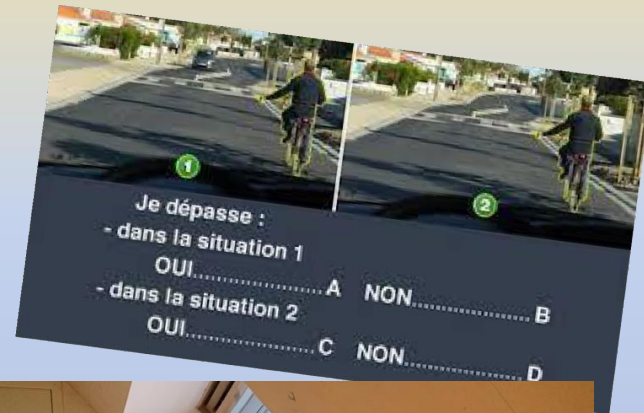 1
2
Je dépasse :
- dans la situation 1
OUI.....................A NON...................B
- dans la situation 2
OUI.....................C NON...................D